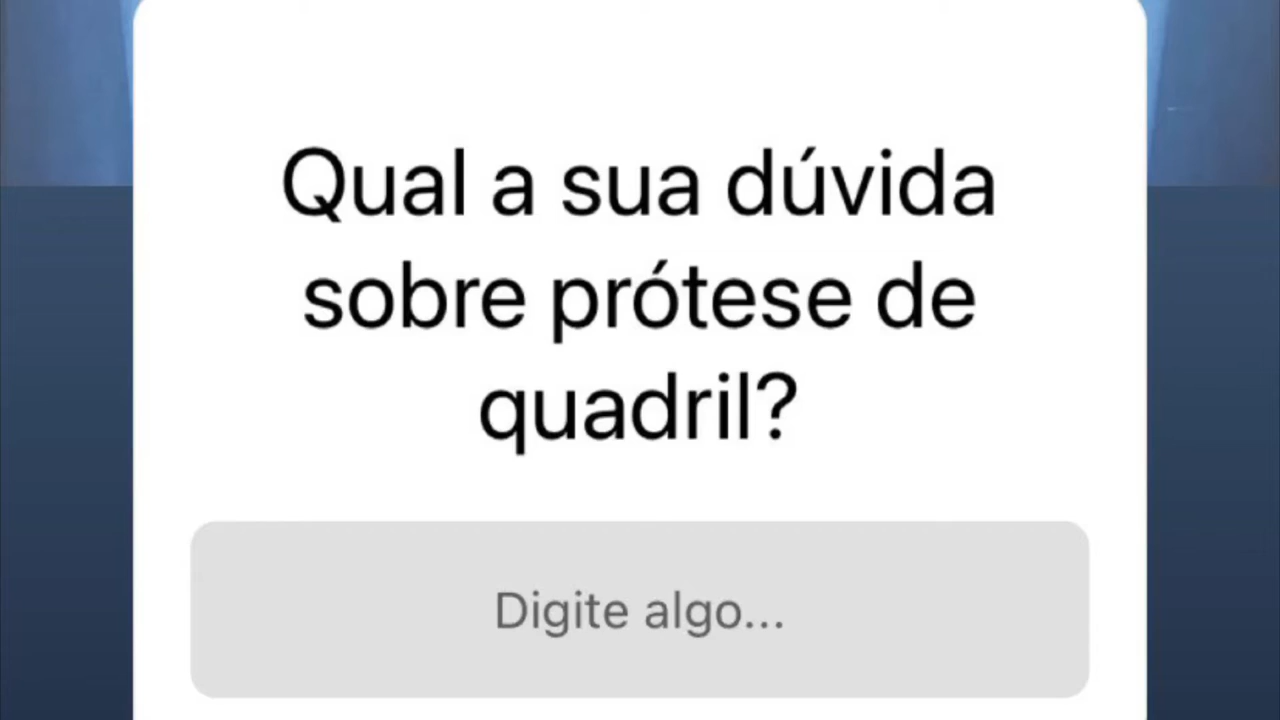 Qual a sua dúvida
sobre prótese de
quadril?
Digite algo...